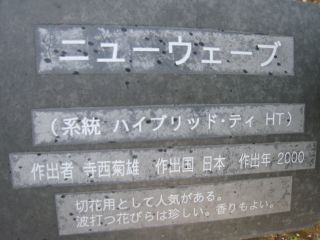 ニューウェーブ
(系統 ハイブリッド・ティ HT)
作出者 寺西菊雄 作出国 日本 作出年 2000
切花用として人気がある。
波打つ花びらは珍しい。香りもよい。